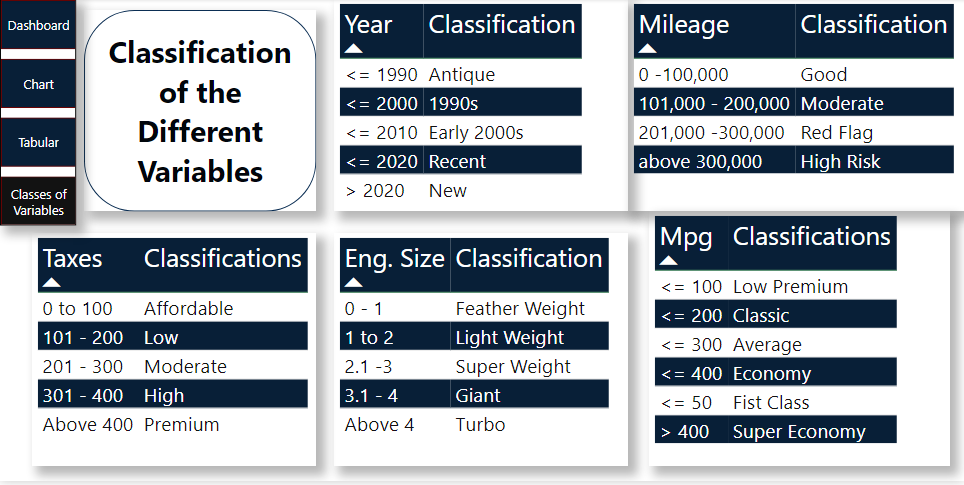 Dashboard
Chart
Tabular
Classes of
Variables
Classification
of the
Different
Variables
Year Classification
<= 1990 Antique
<= 2000 1990s
<= 2010 Early 2000s
<= 2020 Recent
> 2020 New
Mileage Classification
0 -100,000 Good
101,000 - 200,000 Moderate
201,000 -300,000 Red Flag
above 300,000 High Risk
Taxes Classifications
0 to 100 Affordable
101 - 200 Low
201 - 300 Moderate
301 - 400 High
Above 400 Premium
Eng. Size Classification
0 - 1 Feather Weight
1 to 2 Light Weight
2.1 -3 Super Weight
3.1 - 4 Giant
Above 4 Turbo
Mpg Classifications
<= 100 Low Premium
<= 200 Classic
<= 300 Average
<= 400 Economy
<= 50 Fist Class
> 400 Super Economy